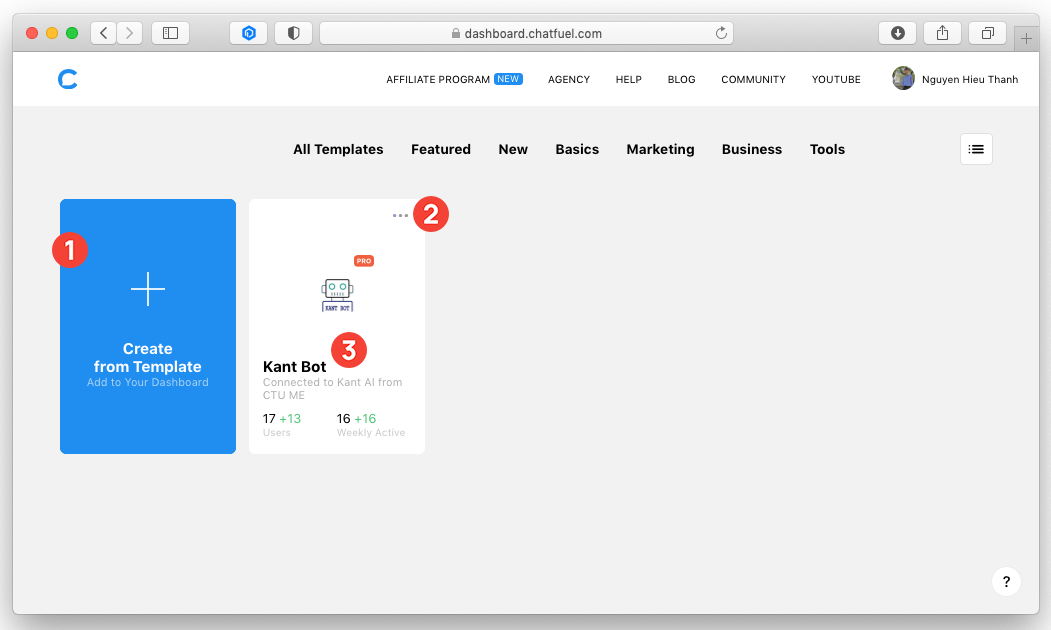 dashboard.chatfuel.com
AFFILIATE PROGRAM NEW AGENCY HELP BLOG COMMUNITY YOUTUBE Nguyen Hieu Thanh
All Templates Featured New Basics Marketing Business Tools
1
2
PRO
KANT BOT
Create
from Template
Add to Your Dashboard
3
Kant Bot
Connected to Kant AI from
CTU ME
17 +13 16 +16
Users Weekly Active
?